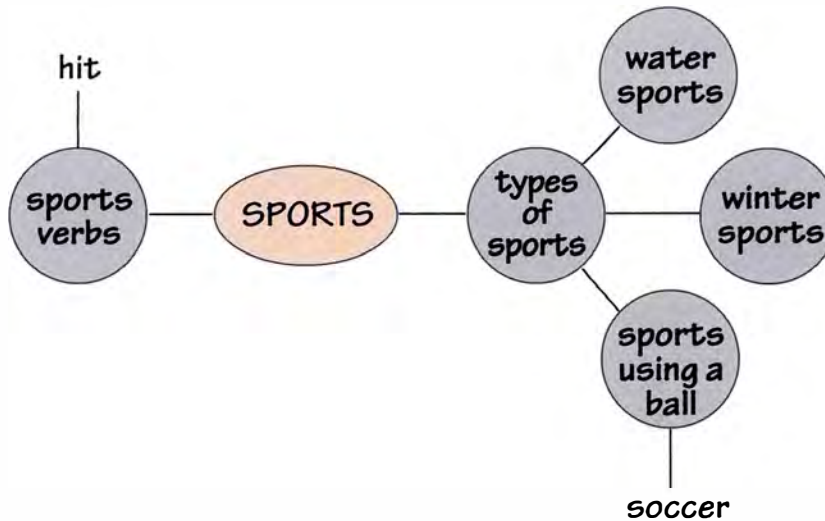 hit
sports
verbs
SPORTS
types
of
sports
water
sports
winter
sports
sports
using a
ball
soccer